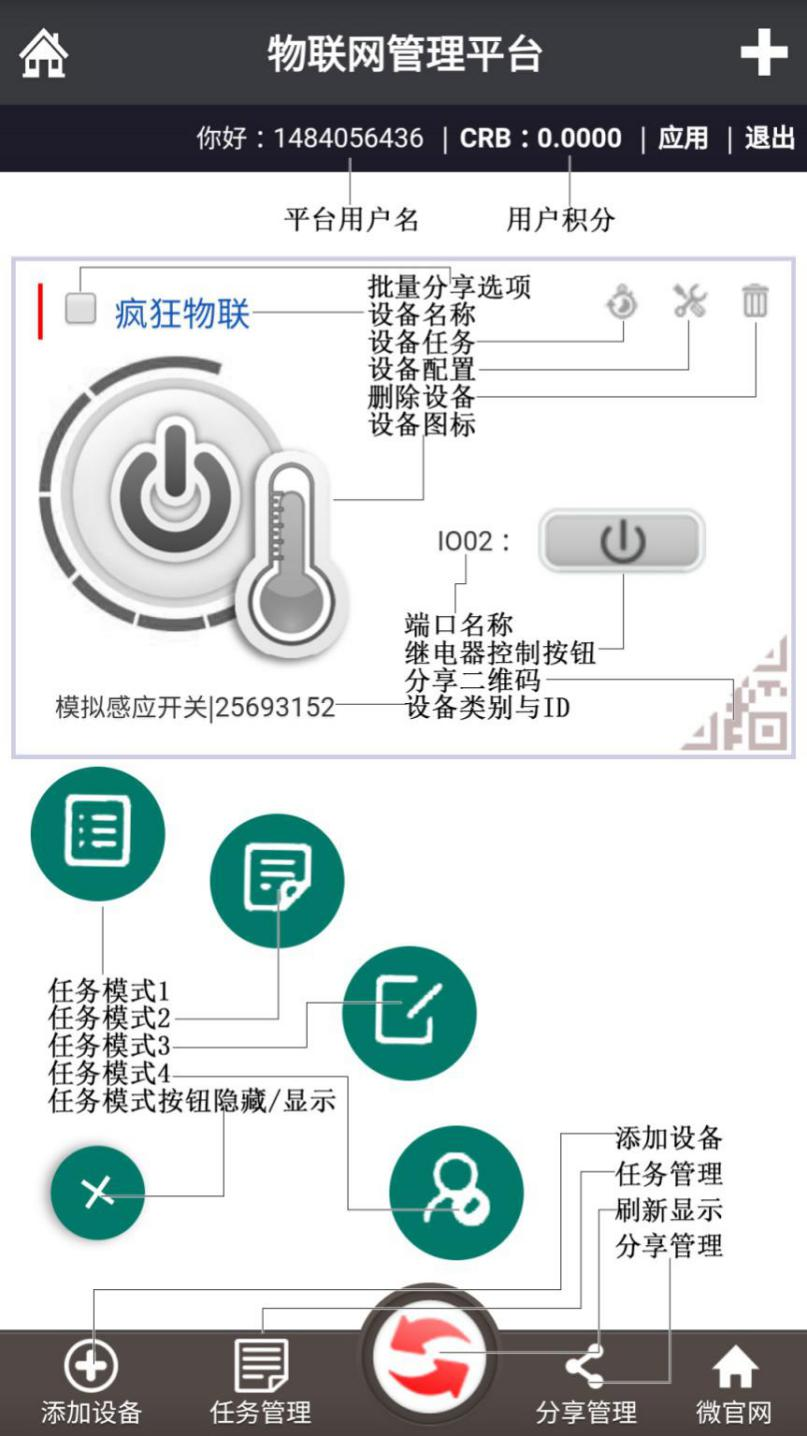 物联网管理平台
你好：1484056436 | CRB：0.0000 | 应用 | 退出
平台用户名
用户积分
疯狂物联
批量分享选项
设备名称
设备任务
设备配置
删除设备
设备图标
IO02：
端口名称
继电器控制按钮
分享二维码
设备类别与ID
模拟感应开关|25693152
任务模式1
任务模式2
任务模式3
任务模式4
任务模式按钮隐藏/显示
添加设备
任务管理
刷新显示
分享管理
添加设备
任务管理
分享管理
微官网